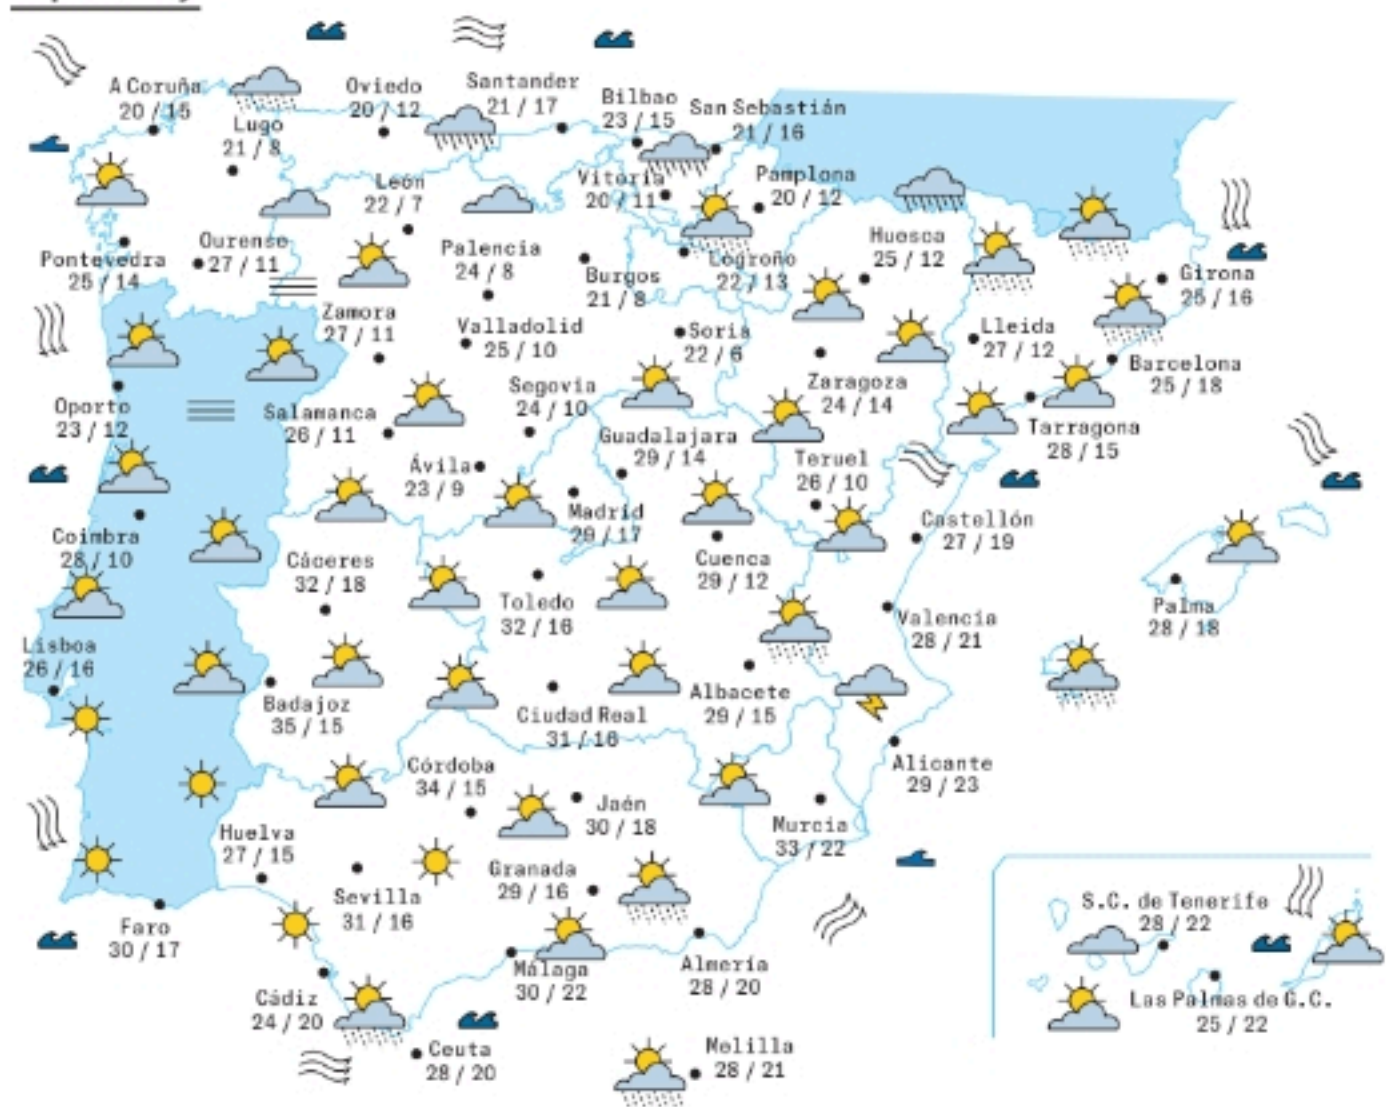 A Coruña
20 / 15
Oviedo
20 / 12
Santander
21 / 17
Bilbao
23 / 15
San Sebastián
21 / 16
Lugo
21 / 8
León
22 / 7
Vitoria
20 / 11
Pamplona
20 / 12
Pontevedra
25 / 14
Ourense
27 / 11
Palencia
24 / 8
Burgos
21 / 8
Logroño
22 / 13
Huesca
25 / 12
Girona
25 / 16
Zamora
27 / 11
Valladolid
25 / 10
Soria
22 / 6
Lleida
27 / 12
Barcelona
25 / 18
Oporto
23 / 12
Salamanca
26 / 11
Segovia
24 / 10
Zaragoza
24 / 14
Tarragona
28 / 15
Guadalajara
29 / 14
Ávila
23 / 9
Teruel
26 / 10
Madrid
29 / 17
Castellón
27 / 19
Coimbra
28 / 10
Cáceres
32 / 18
Cuenca
29 / 12
Toledo
32 / 16
Valencia
28 / 21
Palma
28 / 18
Lisboa
26 / 16
Badajoz
35 / 15
Ciudad Real
31 / 16
Albacete
29 / 15
Alicante
29 / 23
Córdoba
34 / 15
Jaén
30 / 18
Murcia
33 / 22
Huelva
27 / 15
Sevilla
31 / 16
Granada
29 / 16
Faro
30 / 17
Málaga
30 / 22
Almería
28 / 20
Cádiz
24 / 20
Ceuta
28 / 20
Melilla
28 / 21
S.C. de Tenerife
28 / 22
Las Palmas de G.C.
25 / 22